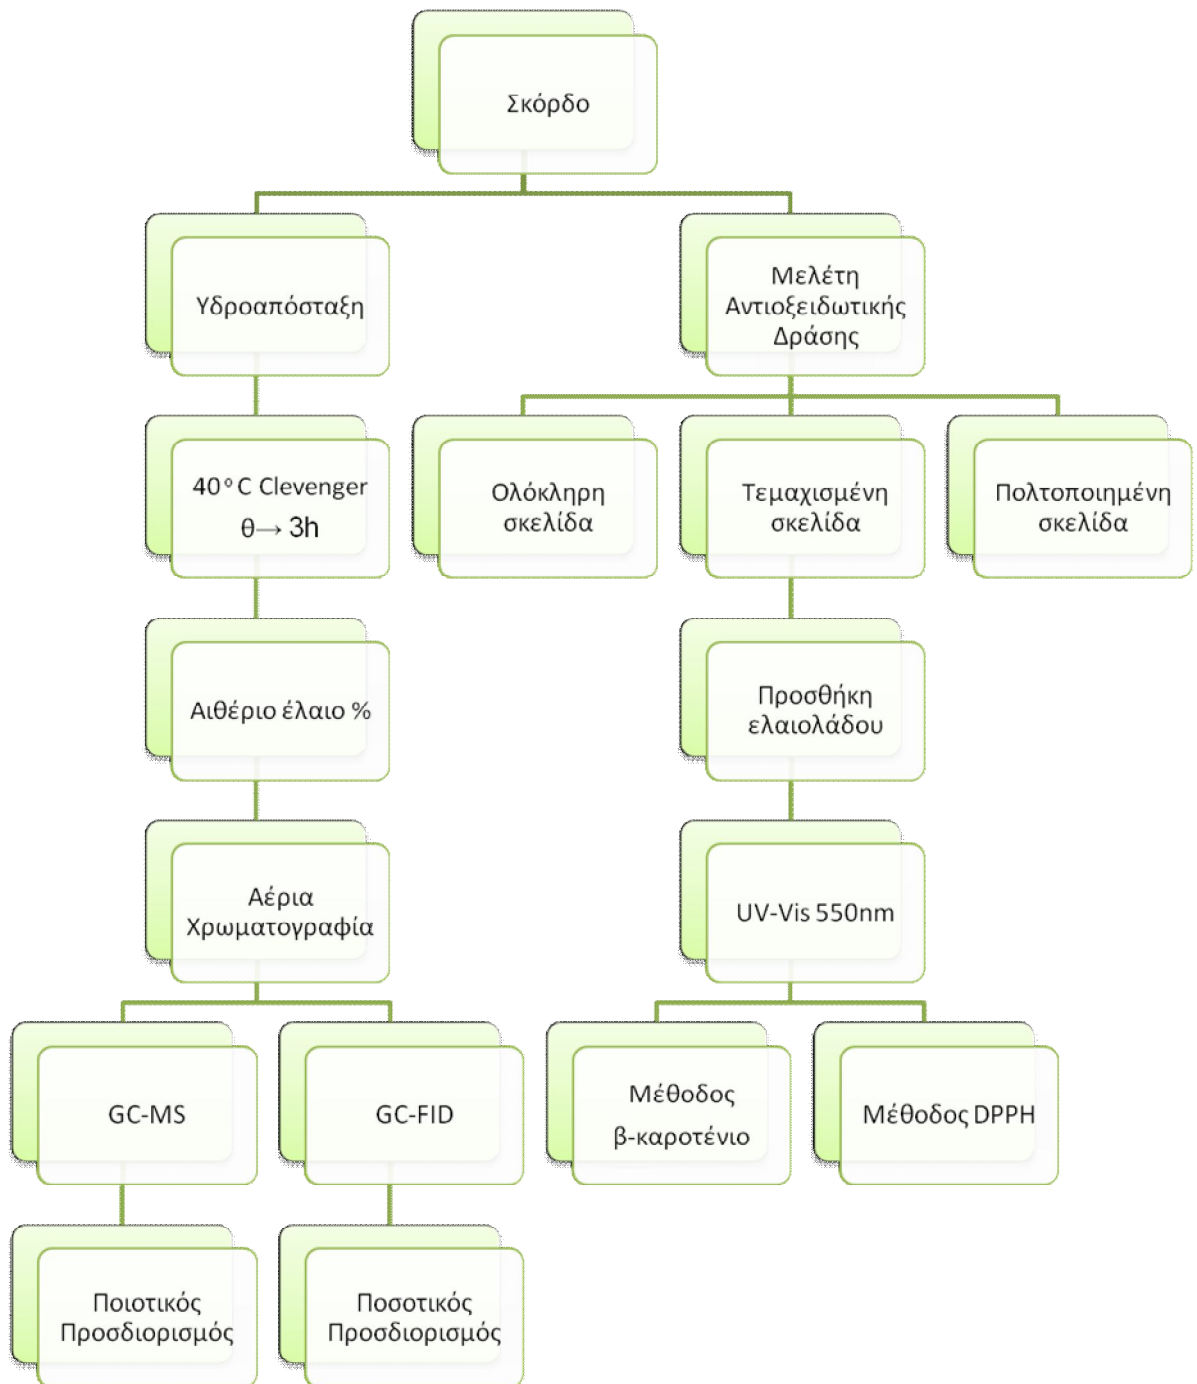 Σκόρδο
Υδροαπόσταξη
Μελέτη
Αντιοξειδωτικής
Δράσης
40° C Clevenger
θ→ 3h
Ολόκληρη
σκελίδα
Τεμαχισμένη
σκελίδα
Πολτοποιημένη
σκελίδα
Αιθέριο έλαιο %
Προσθήκη
ελαιολάδου
Αέρια
Χρωματογραφία
UV-Vis 550nm
GC-MS
GC-FID
Μέθοδος
β-καροτένιο
Μέθοδος DPPH
Ποιοτικός
Προσδιορισμός
Ποσοτικός
Προσδιορισμός